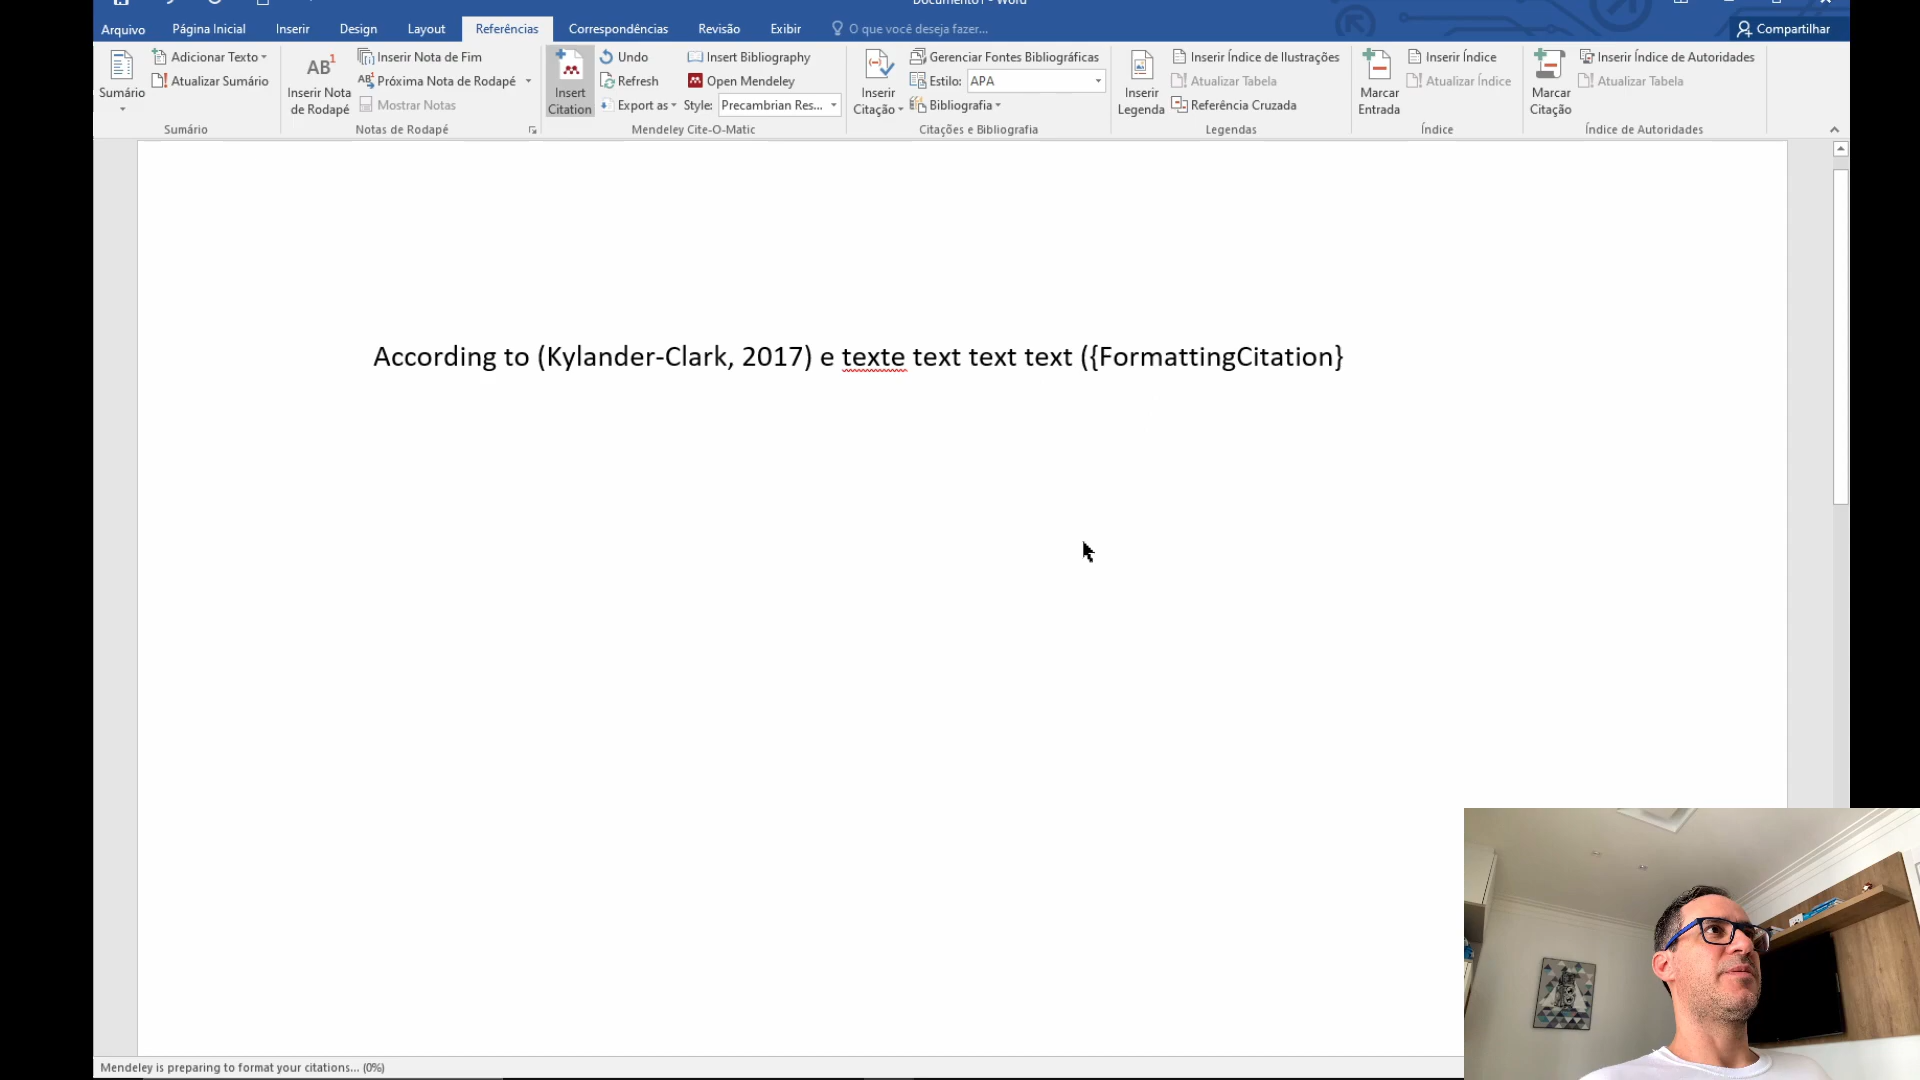 Documento1 - Word
Arquivo Página Inicial Inserir Design Layout Referências Correspondências Revisão Exibir O que você deseja fazer... Compartilhar
Sumário
Adicionar Texto
Atualizar Sumário
Sumário
AB1
Inserir Nota de Rodapé
Inserir Nota de Fim
AB1 Próxima Nota de Rodapé
Mostrar Notas
Notas de Rodapé
Insert Citation
Undo
Refresh
Export as
Insert Bibliography
Open Mendeley
Style: Precambrian Res...
Mendeley Cite-O-Matic
Inserir Citação
Gerenciar Fontes Bibliográficas
Estilo: APA
Bibliografia
Citações e Bibliografia
Inserir Legenda
Inserir Índice de Ilustrações
Atualizar Tabela
Referência Cruzada
Legendas
Marcar Entrada
Inserir Índice
Atualizar Índice
Índice
Marcar Citação
Inserir Índice de Autoridades
Atualizar Tabela
Índice de Autoridades
According to (Kylander-Clark, 2017) e texte text text text ({FormattingCitation}
Mendeley is preparing to format your citations... (0%)